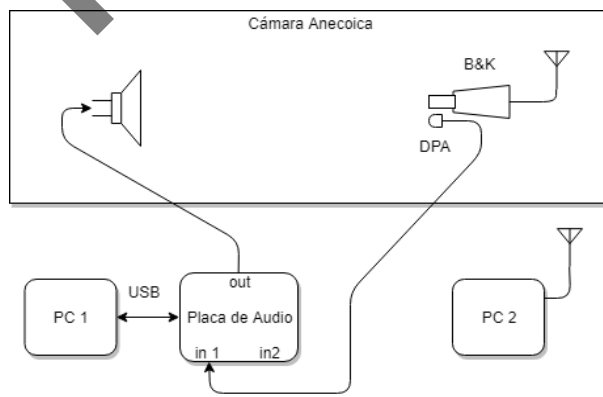 Cámara Anecoica
B&K
DPA
USB
out
PC 1
Placa de Audio
PC 2
in 1
in2